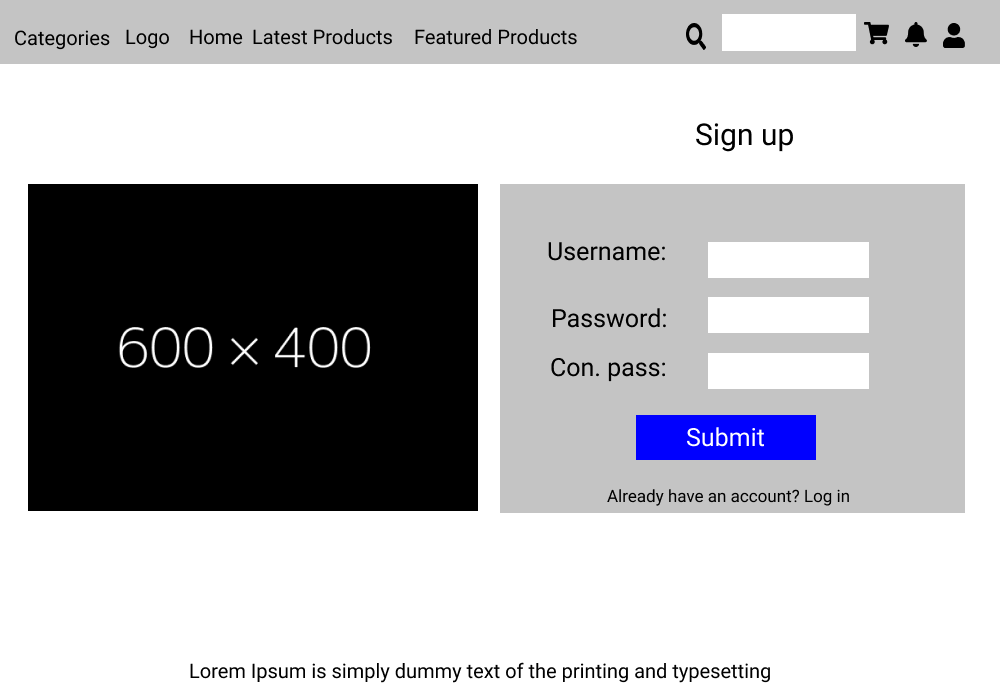 Categories Logo Home Latest Products Featured Products
Sign up
600 × 400
Username:
Password:
Con. pass:
Submit
Already have an account? Log in
Lorem Ipsum is simply dummy text of the printing and typesetting